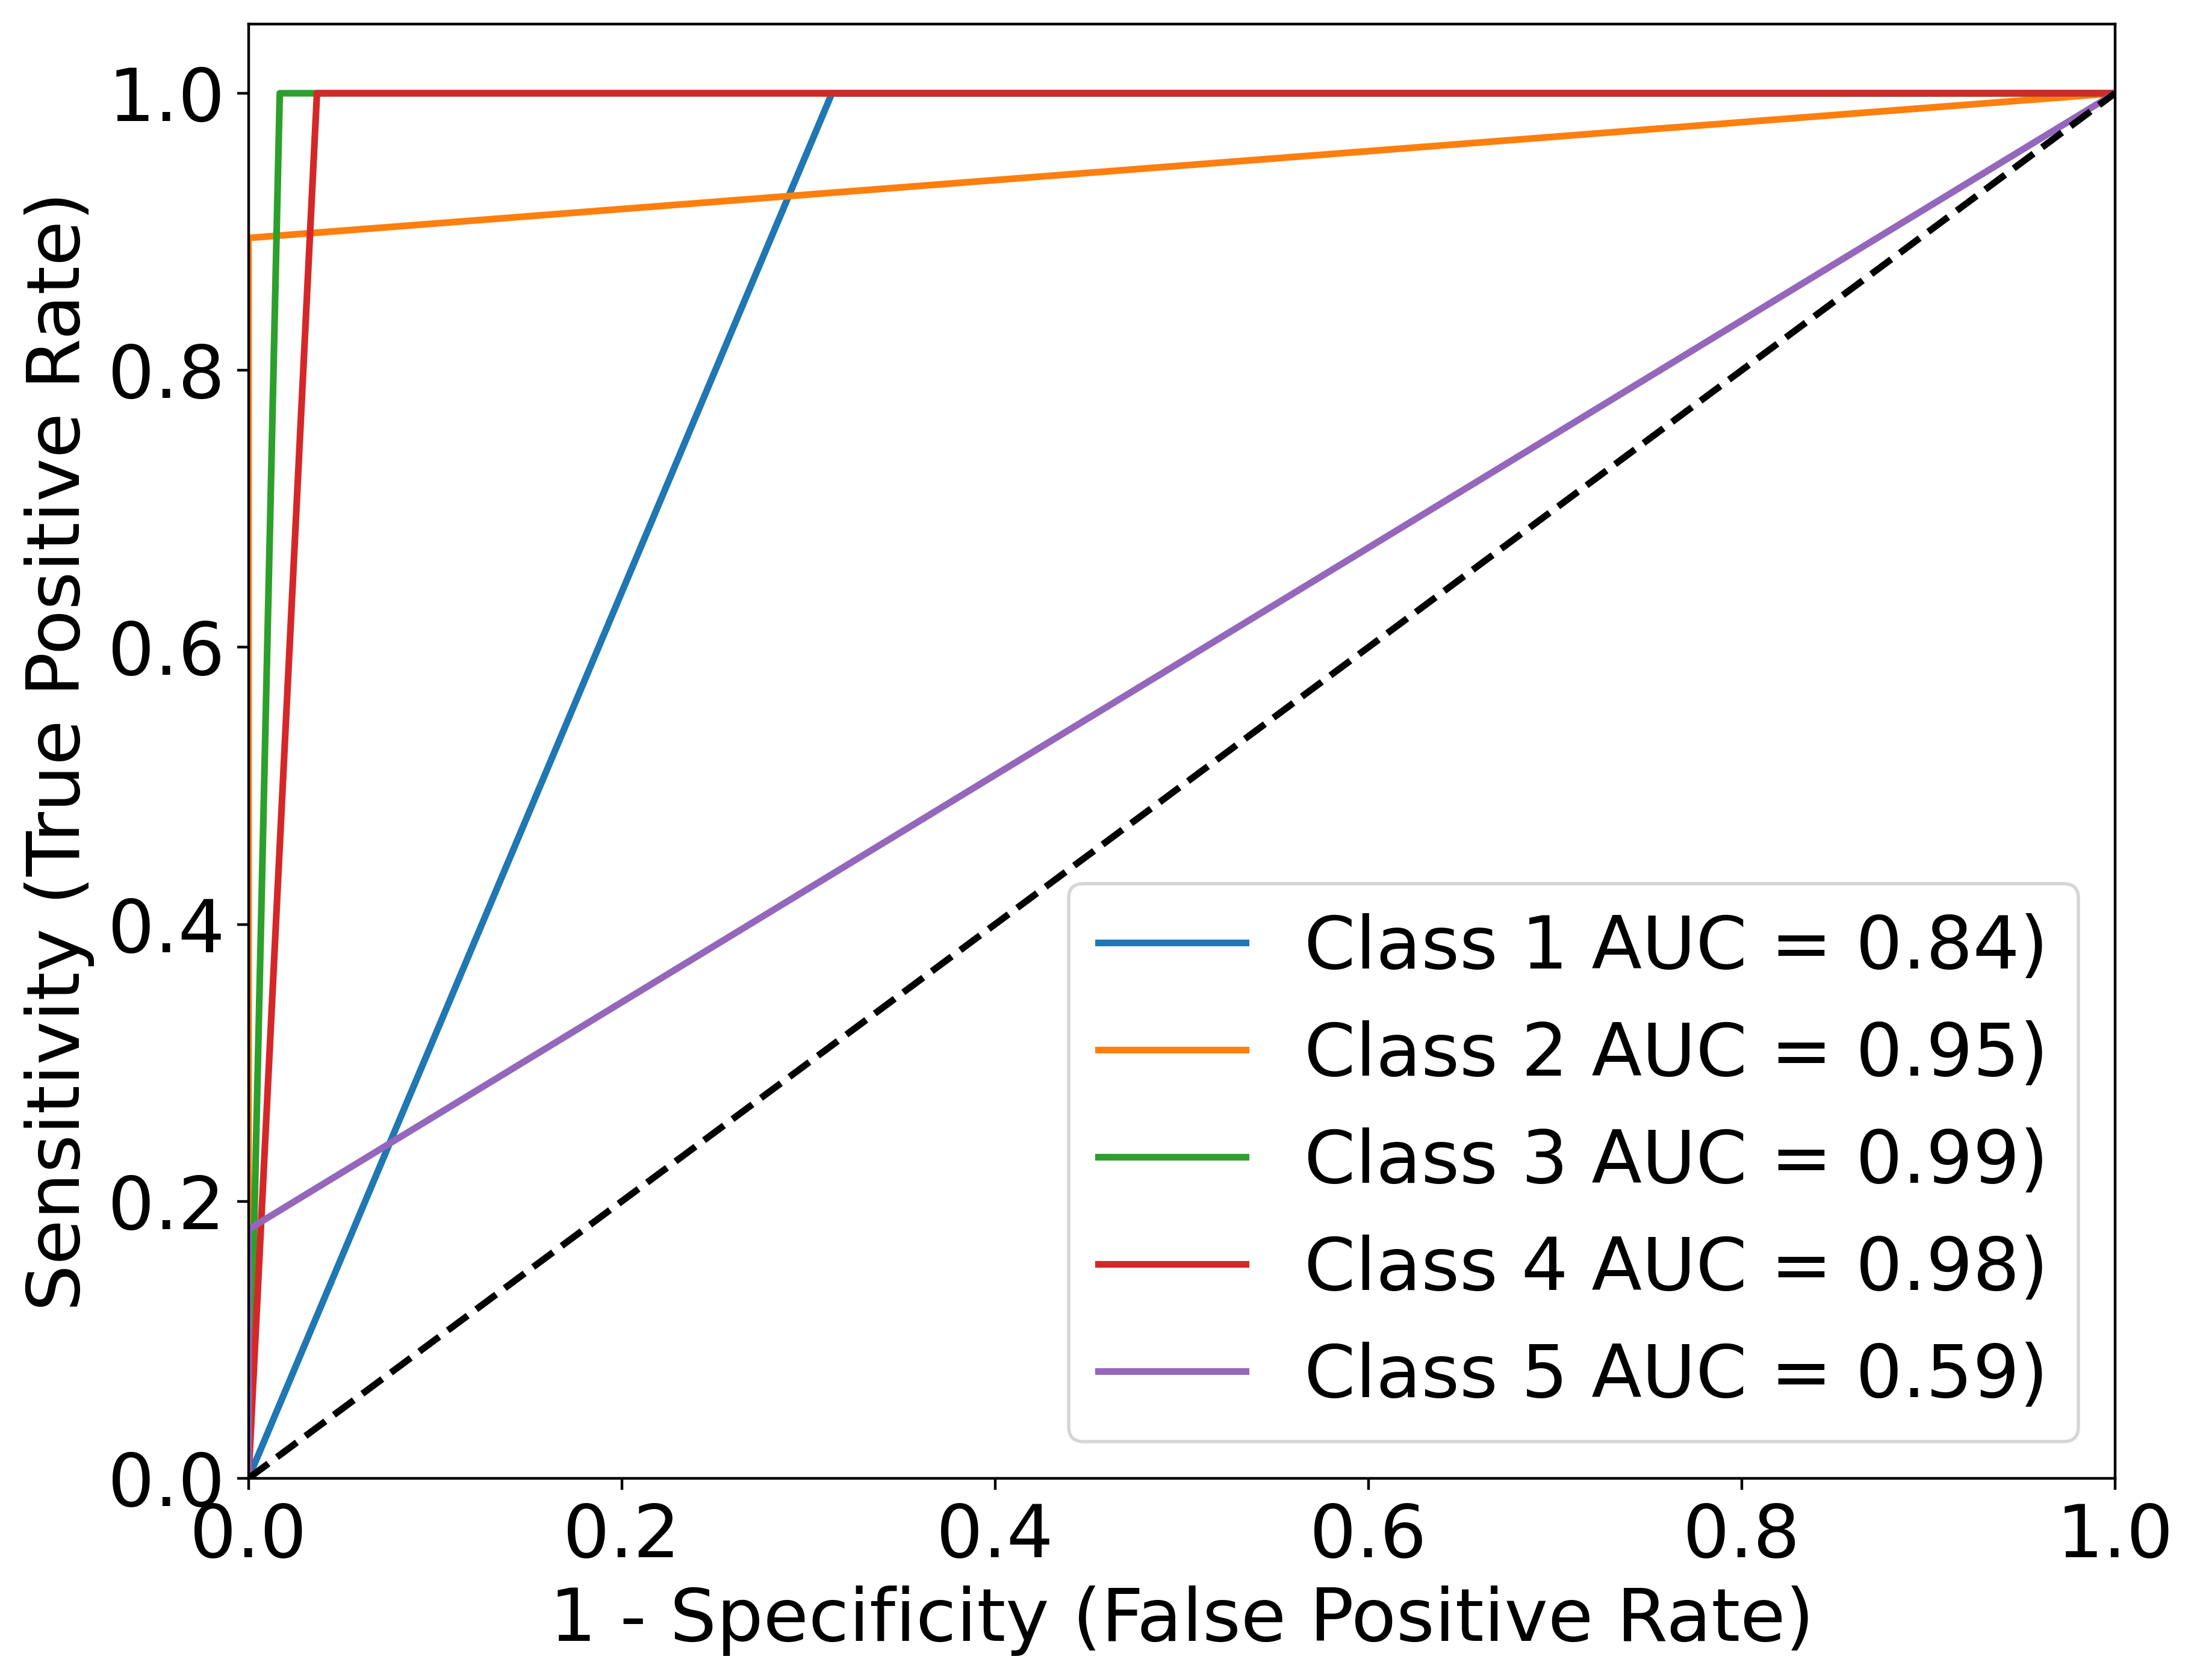 Sensitivity (True Positive Rate)
1.0
0.8
0.6
0.4
0.2
0.0
Class 1 AUC = 0.84)
Class 2 AUC = 0.95)
Class 3 AUC = 0.99)
Class 4 AUC = 0.98)
Class 5 AUC = 0.59)
0.0 0.2 0.4 0.6 0.8 1.0
1 - Specificity (False Positive Rate)